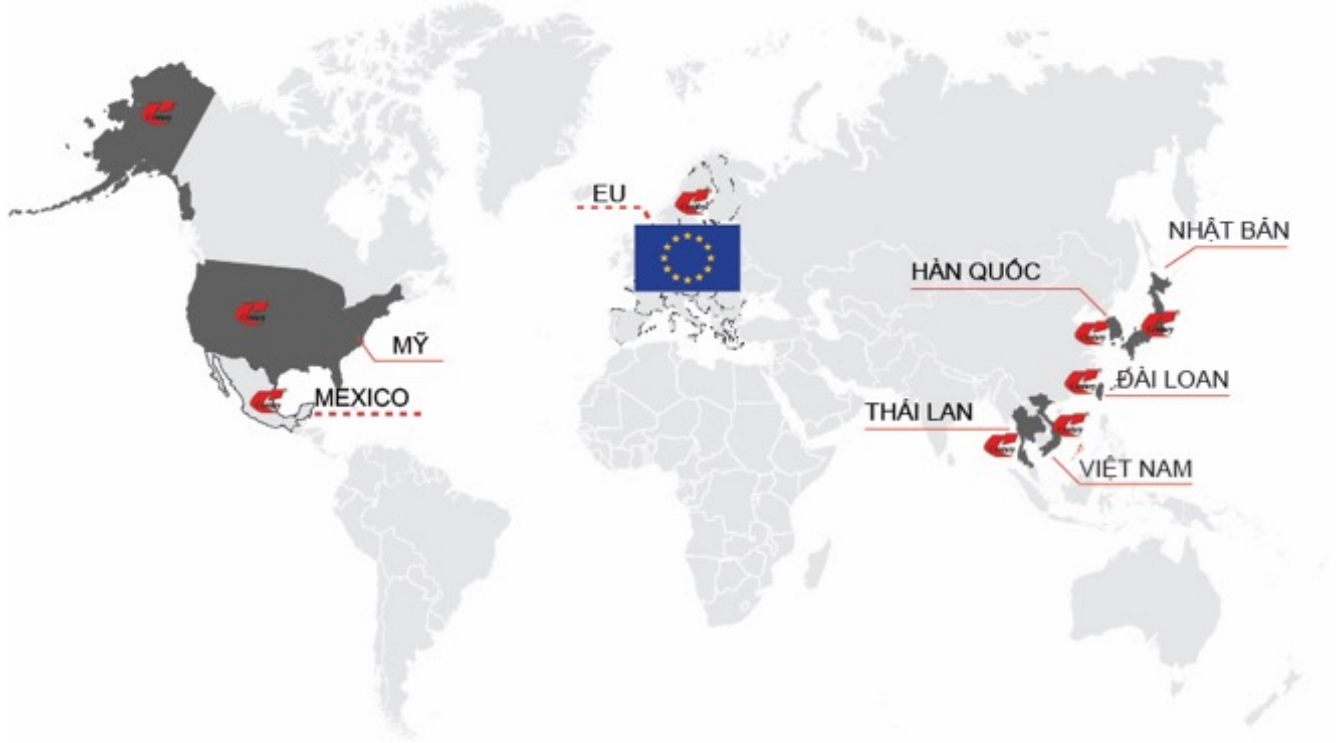 EU
NHẬT BẢN
HÀN QUỐC
MỸ
MEXICO
ĐÀI LOAN
THÁI LAN
VIỆT NAM